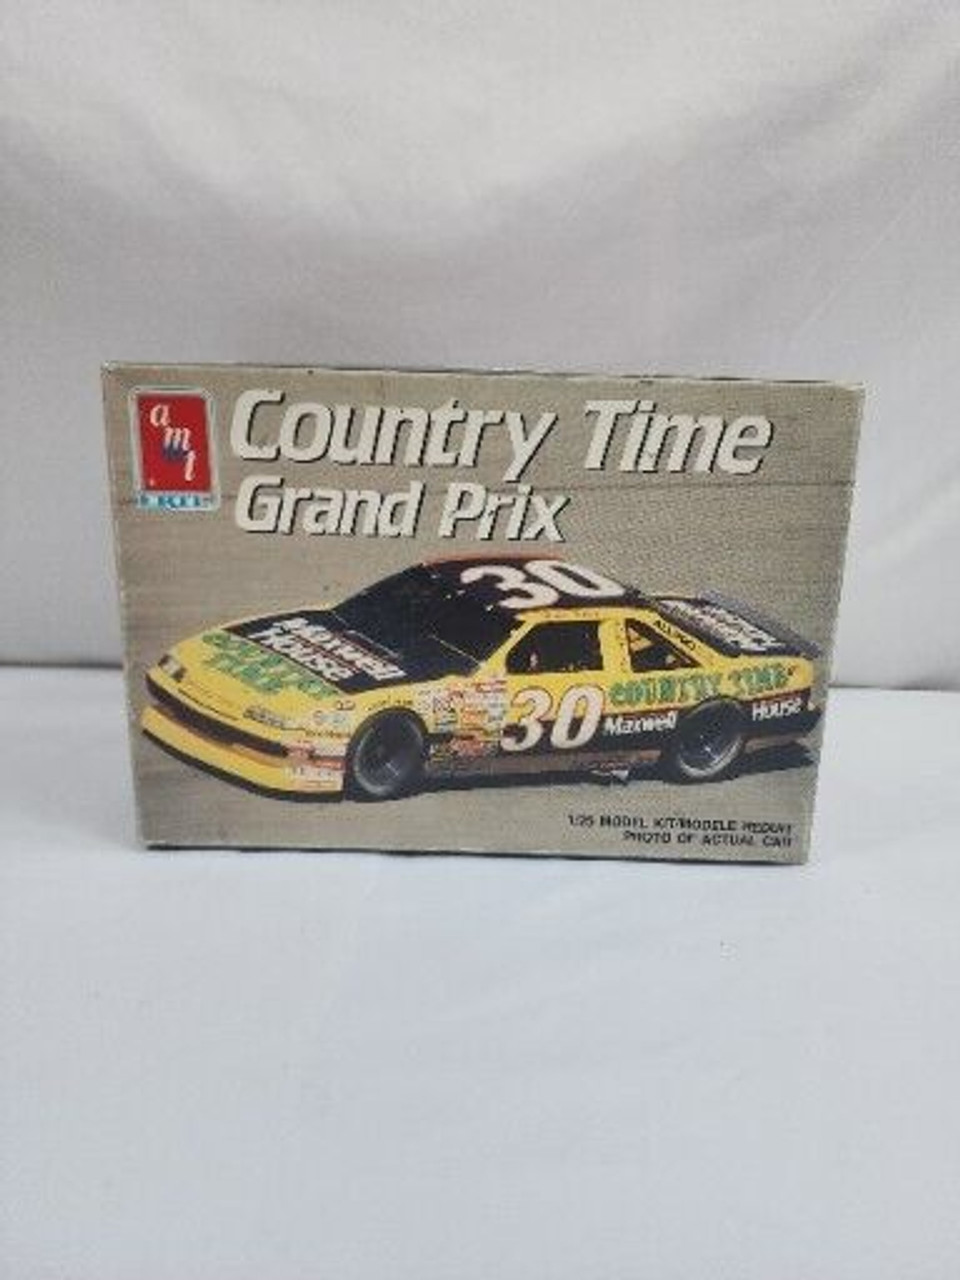 amt
ERTL
Country Time
Grand Prix
30
Maxwell
House
COUNTRY
TIME
30
COUNTRY TIME
Maxwell
House
1/25 MODEL KIT/MODELE REDUIT
PHOTO OF ACTUAL CAR